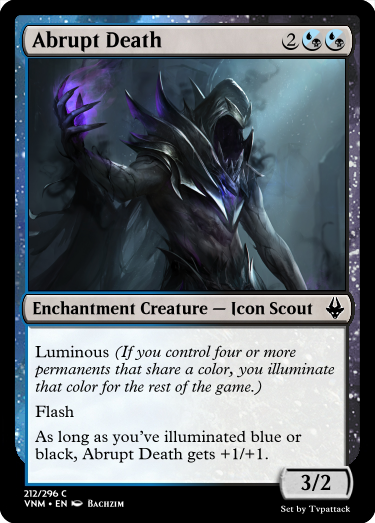 Abrupt Death 2
Enchantment Creature — Icon Scout
Luminous (If you control four or more
permanents that share a color, you illuminate
that color for the rest of the game.)
Flash
As long as you've illuminated blue or
black, Abrupt Death gets +1/+1.
3/2
212/296 C
VNM • EN Bachzim
Set by Tvpattack